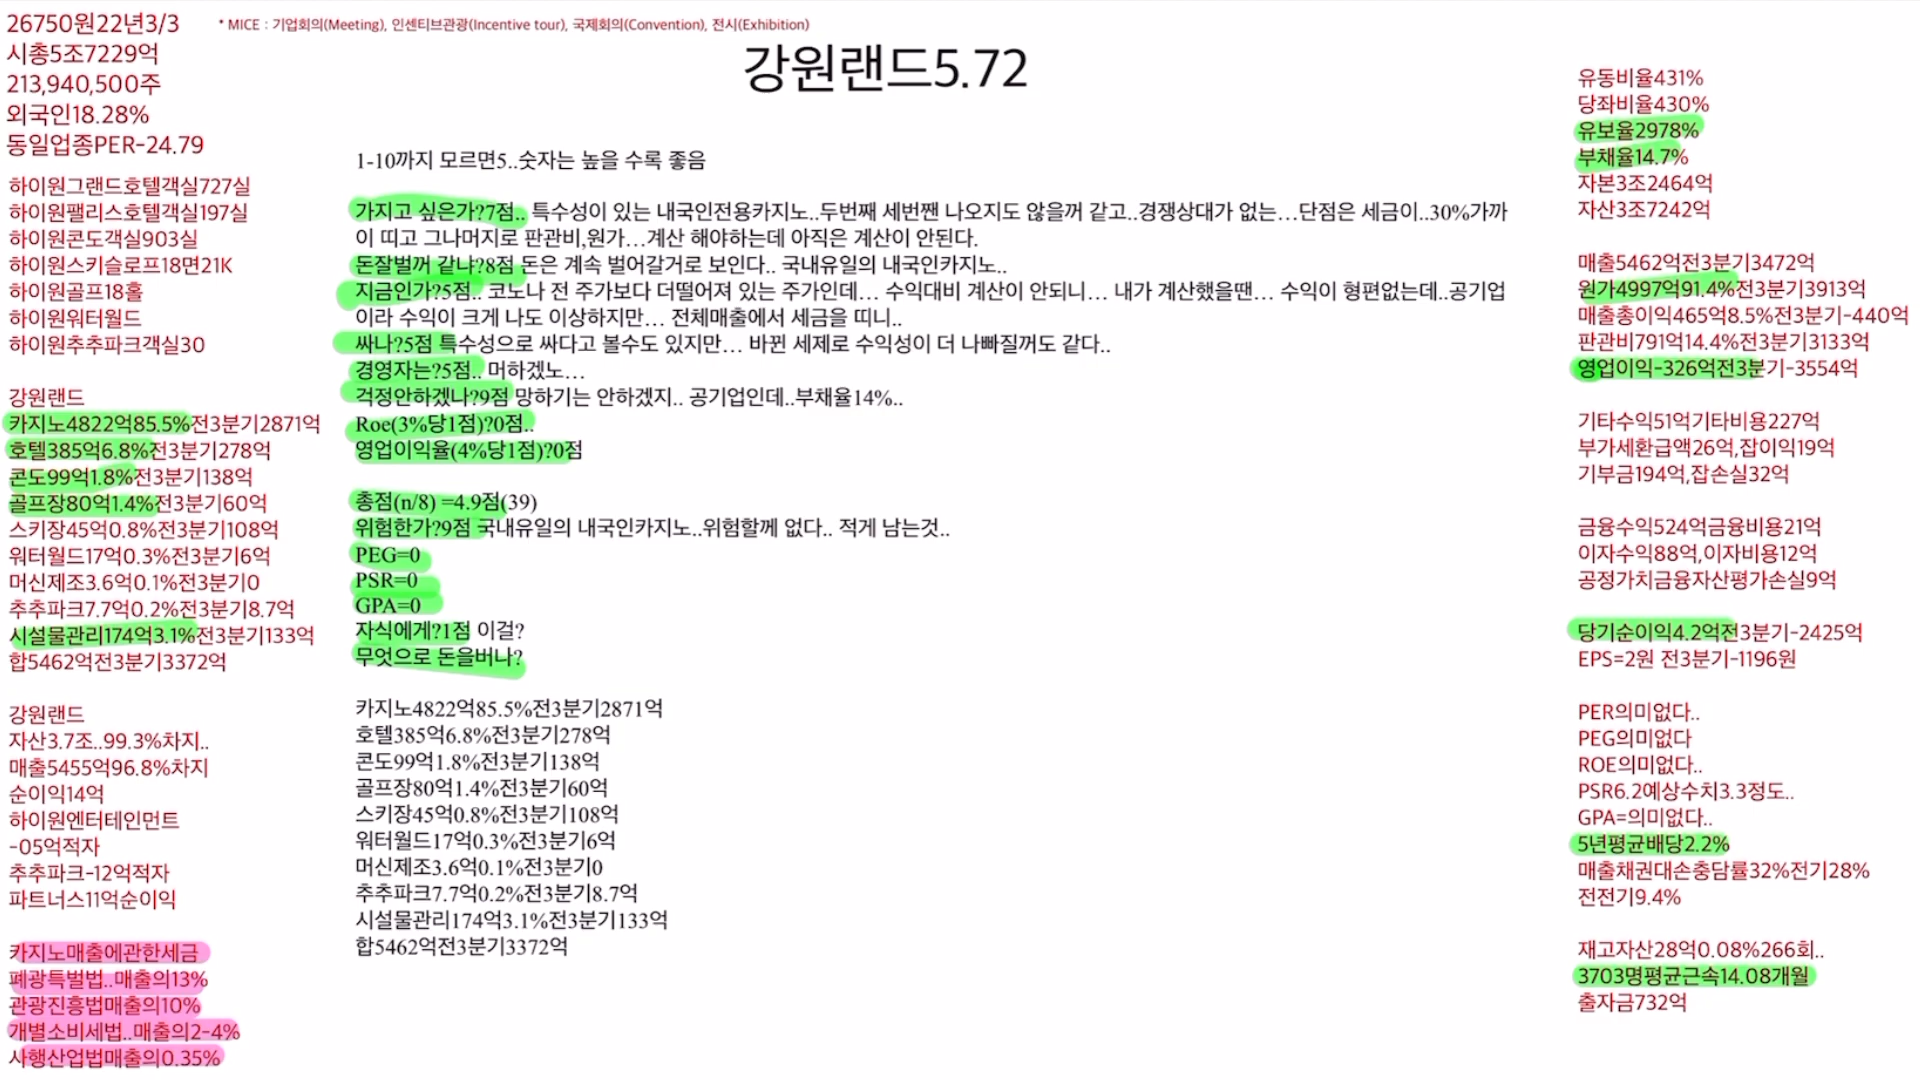 26750원22년3/3
시총5조7229억
213,940,500주
외국인18.28%
동일업종PER-24.79
* MICE : 기업회의(Meeting), 인센티브관광(Incentive tour), 국제회의(Convention), 전시(Exhibition)
강원랜드5.72
하이원그랜드호텔객실727실
하이원팰리스호텔객실197실
하이원콘도객실903실
하이원스키슬로프18면21K
하이원골프18홀
하이원워터월드
하이원추추파크객실30
강원랜드
카지노4822억85.5%전3분기2871억
호텔385억6.8%전3분기278억
콘도99억1.8%전3분기138억
골프장80억1.4%전3분기60억
스키장45억0.8%전3분기108억
워터월드17억0.3%전3분기6억
머신제조3.6억0.1%전3분기0
추추파크7.7억0.2%전3분기8.7억
시설물관리174억3.1%전3분기133억
합5462억전3분기3372억
강원랜드
자산3.7조..99.3%차지..
매출5455억96.8%차지
순이익14억
하이원엔터테인먼트
-05억적자
추추파크-12억적자
파트너스11억순이익
카지노매출에관한세금
폐광특벌법..매출의13%
관광진흥법매출의10%
개별소비세법..매출의2-4%
사행산업법매출의0.35%
1-10까지 모르면5..숫자는 높을 수록 좋음
가지고 싶은가?7점.. 특수성이 있는 내국인전용카지노..두번째 세번짼 나오지도 않을꺼 같고..경쟁상대가 없는...단점은 세금이..30%가까
이 띠고 그나머지로 판관비,원가...계산 해야하는데 아직은 계산이 안된다.
돈잘벌꺼 같냐?8점 돈은 계속 벌어갈거로 보인다.. 국내유일의 내국인카지노..
지금인가?5점.. 코노나 전 주가보다 더떨어져 있는 주가인데... 수익대비 계산이 안되니... 내가 계산했을땐... 수익이 형편없는데..공기업
이라 수익이 크게 나도 이상하지만... 전체매출에서 세금을 띠니..
싸나?5점 특수성으로 싸다고 볼수도 있지만... 바뀐 세제로 수익성이 더 나빠질꺼도 같다..
경영자는?5점.. 머하겠노...
걱정안하겠나?9점 망하기는 안하겠지.. 공기업인데..부채율14%..
Roe(3%당1점)?0점..
영업이익율(4%당1점)?0점
총점(n/8) =4.9점(39)
위험한가?9점 국내유일의 내국인카지노..위험할께 없다.. 적게 남는것..
PEG=0
PSR=0
GPA=0
자식에게?1점 이걸?
무엇으로 돈을버나?
카지노4822억85.5%전3분기2871억
호텔385억6.8%전3분기278억
콘도99억1.8%전3분기138억
골프장80억1.4%전3분기60억
스키장45억0.8%전3분기108억
워터월드17억0.3%전3분기6억
머신제조3.6억0.1%전3분기0
추추파크7.7억0.2%전3분기8.7억
시설물관리174억3.1%전3분기133억
합5462억전3분기3372억
유동비율431%
당좌비율430%
유보율2978%
부채율14.7%
자본3조2464억
자산3조7242억
매출5462억전3분기3472억
원가4997억91.4%전3분기3913억
매출총이익465억8.5%전3분기-440억
판관비791억14.4%전3분기3133억
영업이익-326억전3분기-3554억
기타수익51억기타비용227억
부가세환급액26억,잡이익19억
기부금194억,잡손실32억
금융수익524억금융비용21억
이자수익88억,이자비용12억
공정가치금융자산평가손실9억
당기순이익4.2억전3분기-2425억
EPS=2원 전3분기-1196원
PER의미없다..
PEG의미없다
ROE의미없다..
PSR6.2예상수치3.3정도..
GPA=의미없다..
5년평균배당2.2%
매출채권대손충담률32%전기28%
전전기9.4%
재고자산28억0.08%266회..
3703명평균근속14.08개월
출자금732억